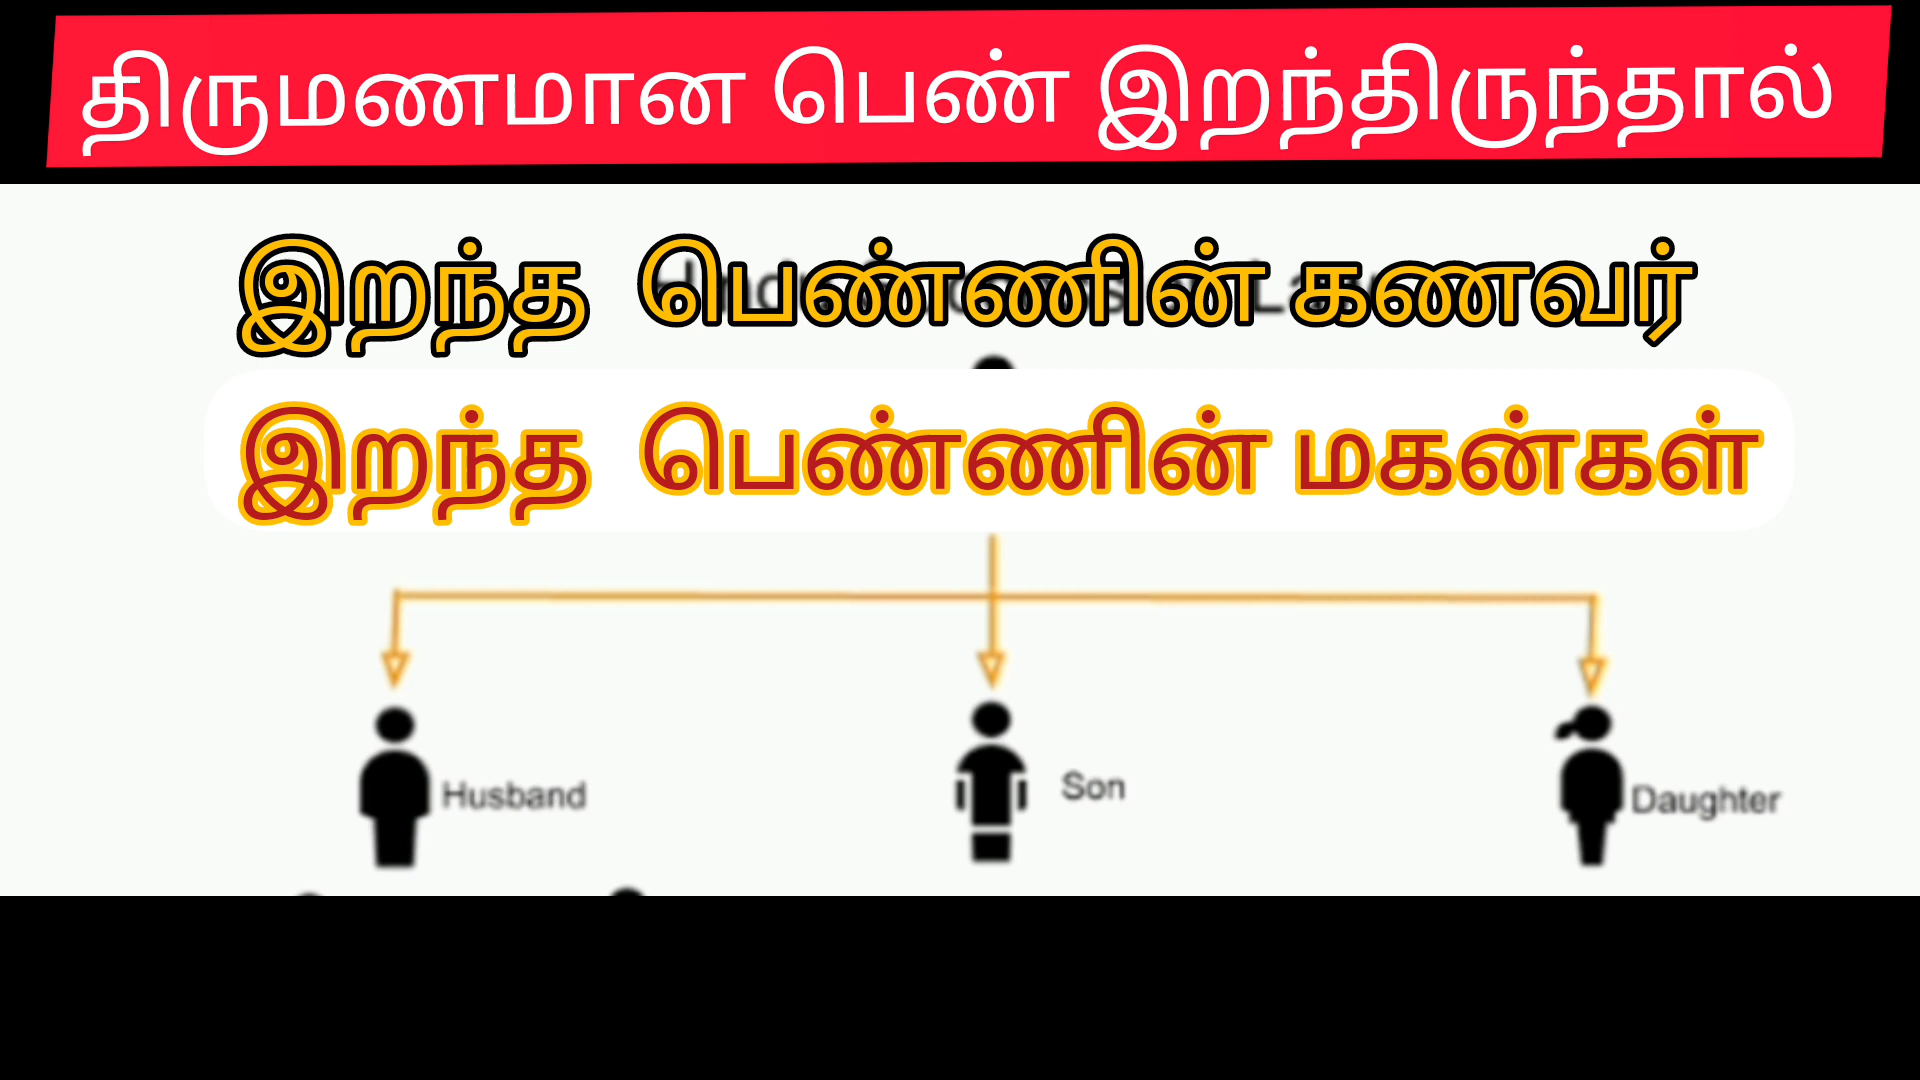 திருமணமான பெண் இறந்திருந்தால்
இறந்த பெண்ணின் கணவர்
இறந்த பெண்ணின் மகன்கள்
Husband
Son
Daughter